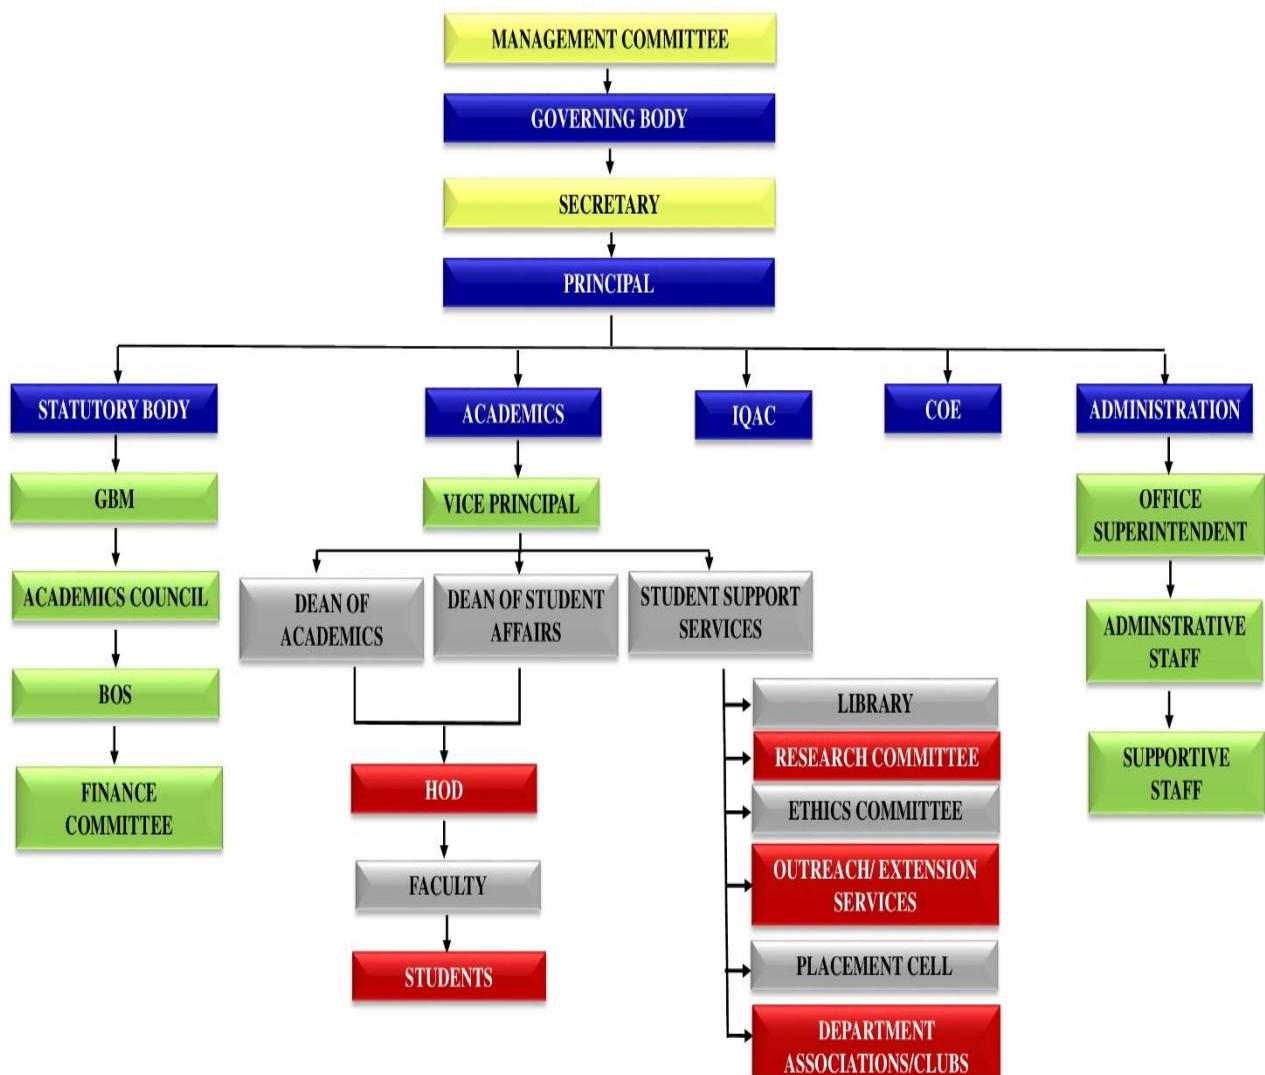 MANAGEMENT COMMITTEE
GOVERNING BODY
SECRETARY
PRINCIPAL
STATUTORY BODY
ACADEMICS
IQAC
COE
ADMINISTRATION
GBM
VICE PRINCIPAL
OFFICE
SUPERINTENDENT
ACADEMICS COUNCIL
DEAN OF
ACADEMICS
DEAN OF STUDENT
AFFAIRS
STUDENT SUPPORT
SERVICES
ADMINSTRATIVE
STAFF
BOS
LIBRARY
RESEARCH COMMITTEE
SUPPORTIVE
STAFF
FINANCE
COMMITTEE
HOD
ETHICS COMMITTEE
FACULTY
OUTREACH/ EXTENSION
SERVICES
STUDENTS
PLACEMENT CELL
DEPARTMENT
ASSOCIATIONS/CLUBS